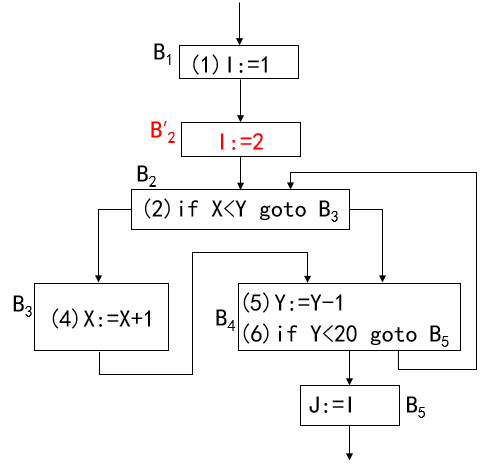 B₁
(1)I:=1
B'₂
I:=2
B₂
(2)if X<Y goto B₃
B₃
(4)X:=X+1
B₄
(5)Y:=Y-1
(6)if Y<20 goto B₅
J:=I
B₅